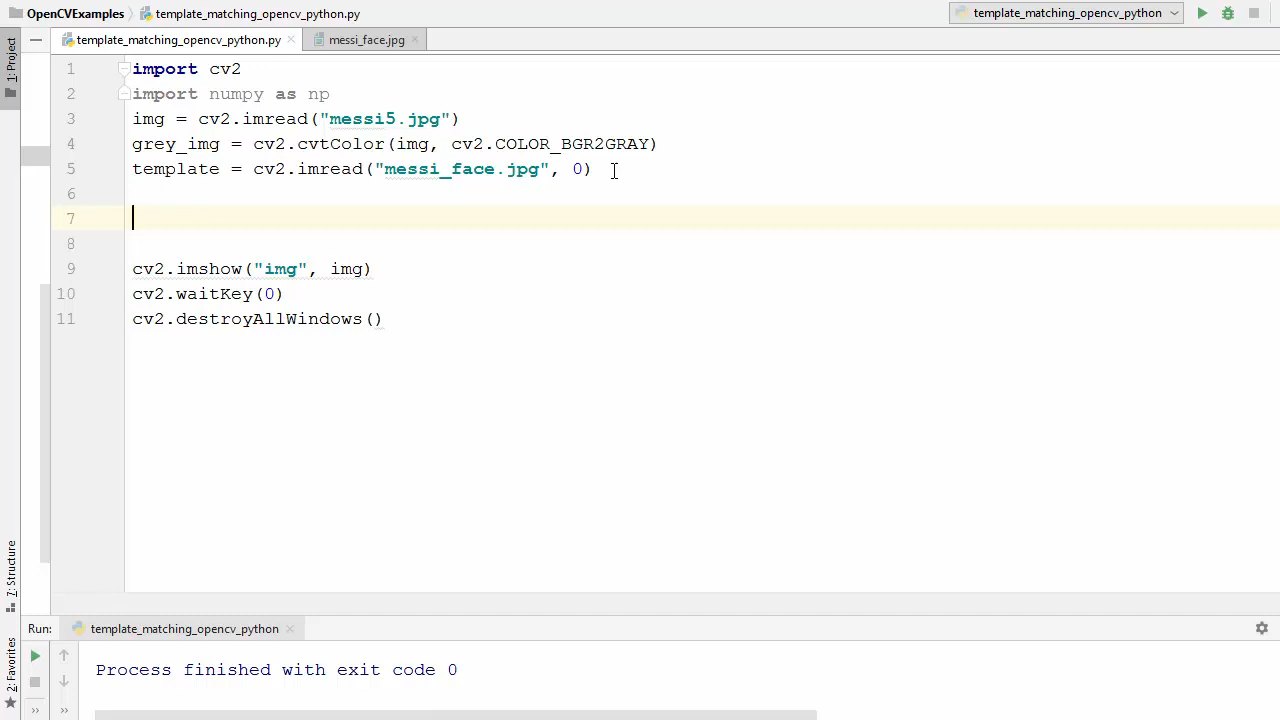 OpenCVExamples
template_matching_opencv_python.py
template_matching_opencv_python
template_matching_opencv_python.py
messi_face.jpg
1: Project
1 import cv2
2 import numpy as np
3 img = cv2.imread("messi5.jpg")
4 grey_img = cv2.cvtColor(img, cv2.COLOR_BGR2GRAY)
5 template = cv2.imread("messi_face.jpg", 0)
6
7
8
9 cv2.imshow("img", img)
10 cv2.waitKey(0)
11 cv2.destroyAllWindows()
7: Structure
2: Favorites
Run: template_matching_opencv_python
Process finished with exit code 0